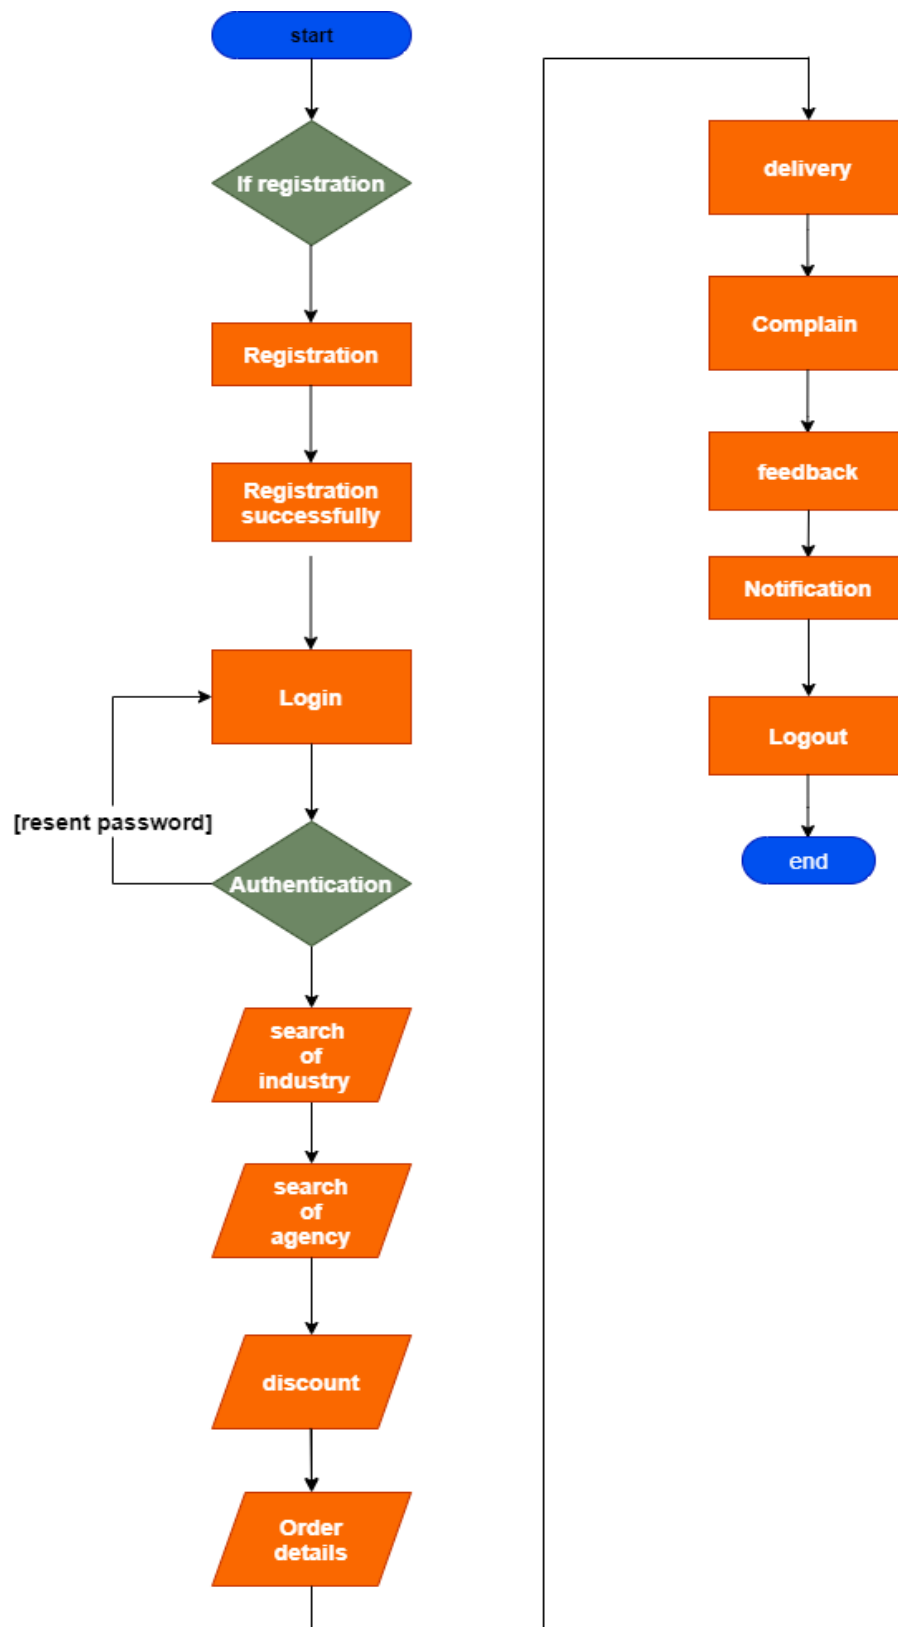 start
If registration
Registration
Registration
successfully
Login
[resent password]
Authentication
search
of
industry
search
of
agency
discount
Order
details
delivery
Complain
feedback
Notification
Logout
end